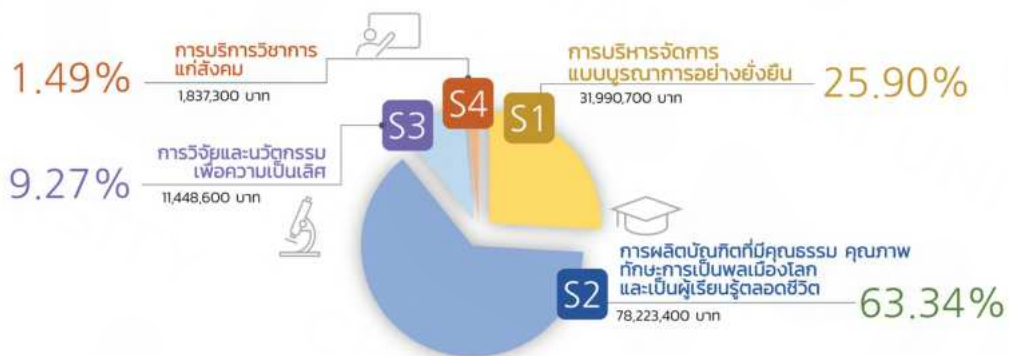 1.49%
การบริการวิชาการ
แก่สังคม
1,837,300 บาท
S4
S1
การบริหารจัดการ
แบบบูรณาการอย่างยั่งยืน
31,990,700 บาท
25.90%
S3
9.27%
การวิจัยและนวัตกรรม
เพื่อความเป็นเลิศ
11,448,600 บาท
S2
การผลิตบัณฑิตที่มีคุณธรรม คุณภาพ
ทักษะการเป็นพลเมืองโลก
และเป็นผู้เรียนรู้ตลอดชีวิต
78,223,400 บาท
63.34%